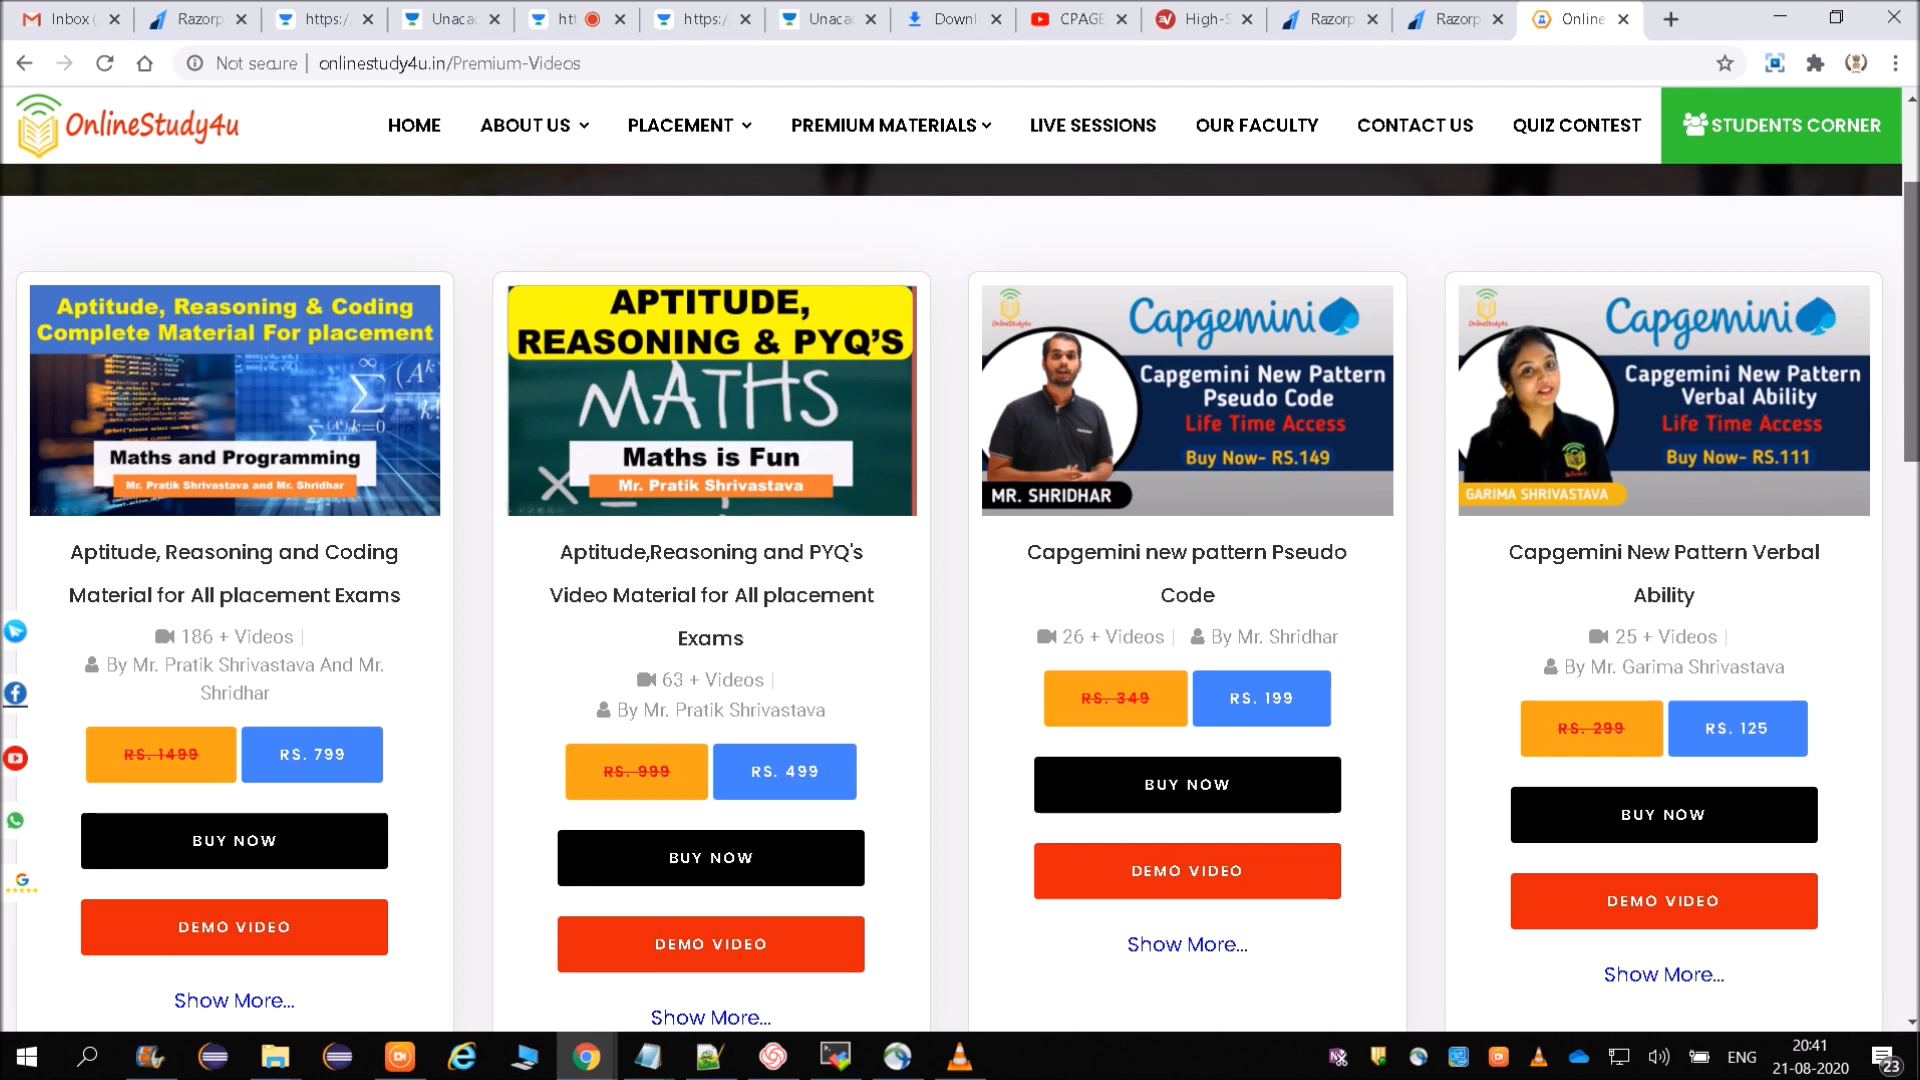 Inbox (
Razorp
https:/
Unaca
htt
https:/
Unaca
Downl
CPAGE
High-S
Razorp
Razorp
Online
Not secure
onlinestudy4u.in/Premium-Videos
OnlineStudy4u
HOME
ABOUT US
PLACEMENT
PREMIUM MATERIALS
LIVE SESSIONS
OUR FACULTY
CONTACT US
QUIZ CONTEST
STUDENTS CORNER
Aptitude, Reasoning & Coding
Complete Material For placement
Maths and Programming
Mr. Pratik Shrivastava and Mr. Shridhar
Aptitude, Reasoning and Coding
Material for All placement Exams
186 + Videos
By Mr. Pratik Shrivastava And Mr.
Shridhar
RS. 1499
RS. 799
BUY NOW
DEMO VIDEO
Show More...
APTITUDE,
REASONING & PYQ'S
MATHS
Maths is Fun
Mr. Pratik Shrivastava
Aptitude,Reasoning and PYQ's
Video Material for All placement
Exams
63 + Videos
By Mr. Pratik Shrivastava
RS. 999
RS. 499
BUY NOW
DEMO VIDEO
Show More...
OnlineStudy4u
Capgemini
Capgemini New Pattern
Pseudo Code
Life Time Access
Buy Now- RS.149
MR. SHRIDHAR
Capgemini new pattern Pseudo
Code
26 + Videos
By Mr. Shridhar
RS. 349
RS. 199
BUY NOW
DEMO VIDEO
Show More...
OnlineStudy4u
Capgemini
Capgemini New Pattern
Verbal Ability
Life Time Access
Buy Now- RS.111
GARIMA SHRIVASTAVA
Capgemini New Pattern Verbal
Ability
25 + Videos
By Mr. Garima Shrivastava
RS. 299
RS. 125
BUY NOW
DEMO VIDEO
Show More...
ENG
20:41
21-08-2020
23